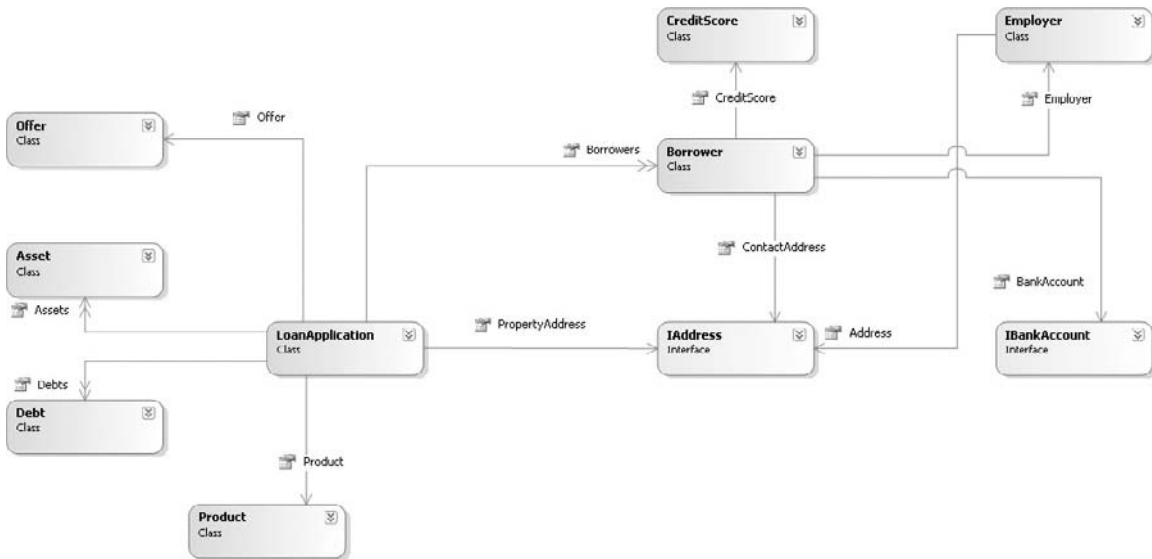 CreditScore
Class
Employer
Class
CreditScore
Employer
Offer
Class
Offer
Borrowers
Borrower
Class
Asset
Class
ContactAddress
BankAccount
Assets
PropertyAddress
LoanApplication
Class
IAddress
Interface
Address
IBankAccount
Interface
Debts
Debt
Class
Product
Product
Class